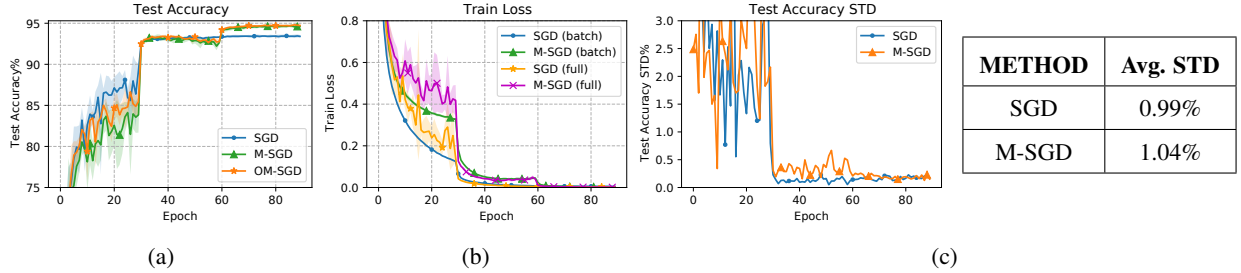 Test Accuracy
95
90
85
80
75
Test Accuracy%
0 20 40 60 80
Epoch
SGD
M-SGD
OM-SGD
(a)
Train Loss
0.8
0.6
0.4
0.2
0.0
Train Loss
0 20 40 60 80
Epoch
SGD (batch)
M-SGD (batch)
SGD (full)
M-SGD (full)
(b)
Test Accuracy STD
3.0
2.5
2.0
1.5
1.0
0.5
0.0
Test Accuracy STD%
0 20 40 60 80
Epoch
SGD
M-SGD
METHOD Avg. STD
SGD 0.99%
M-SGD 1.04%
(c)